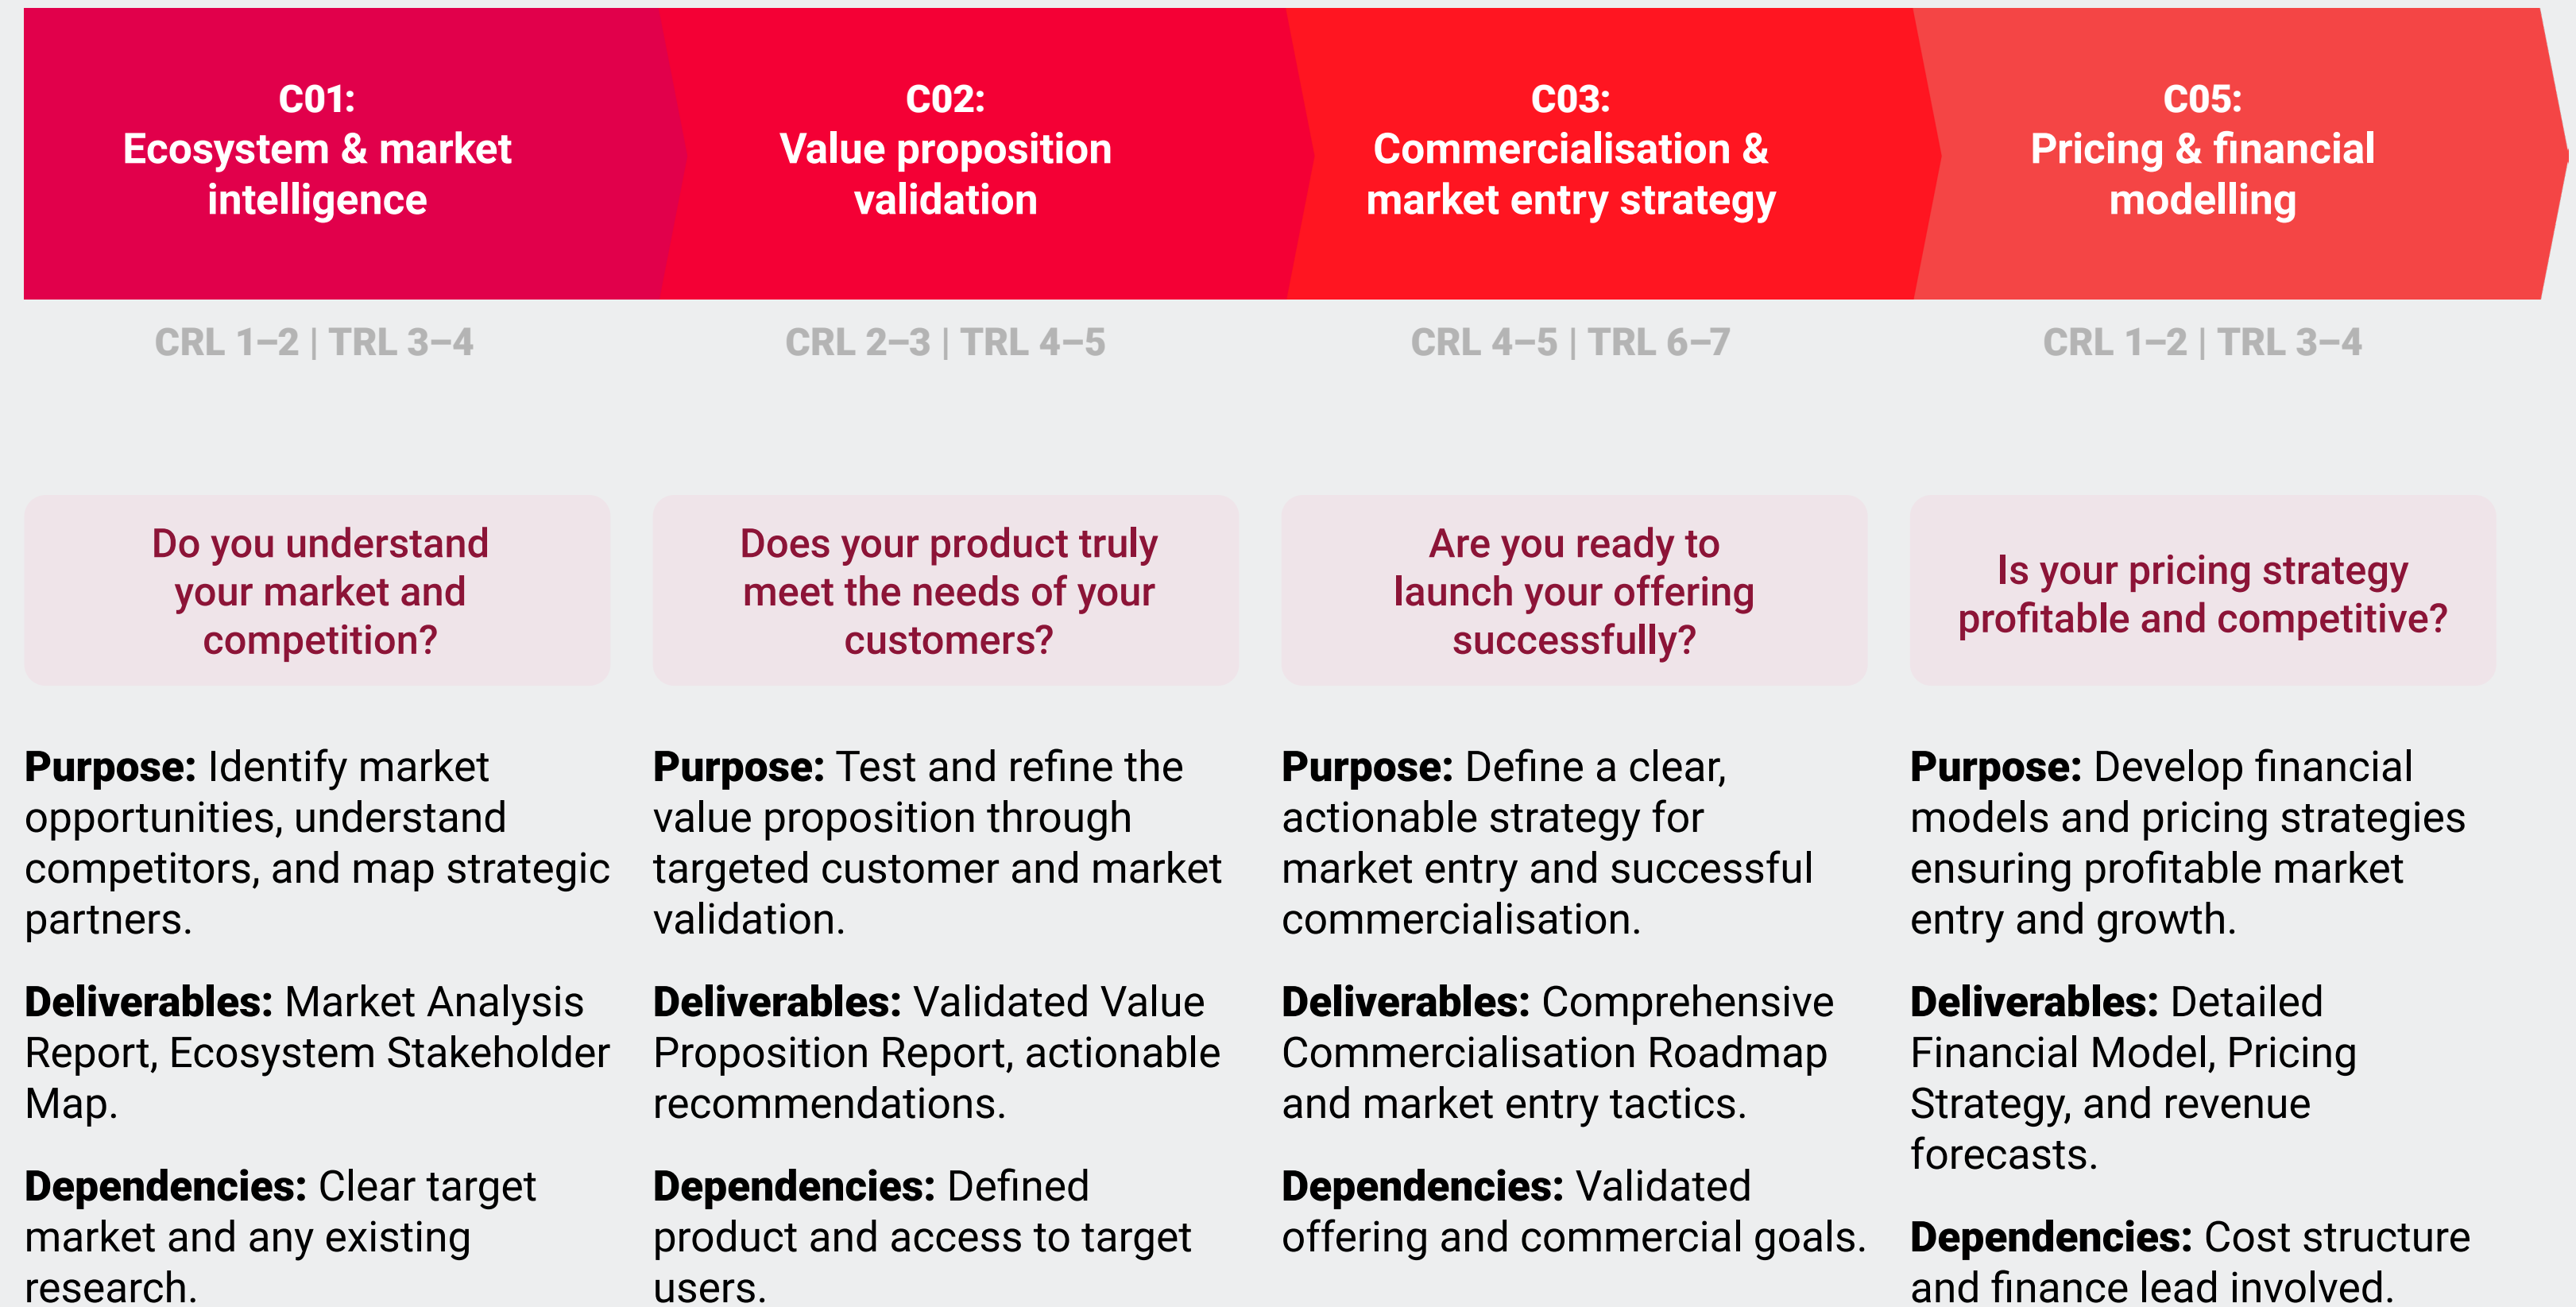 C01:
Ecosystem & market
intelligence
C02:
Value proposition
validation
C03:
Commercialisation &
market entry strategy
C05:
Pricing & financial
modelling
CRL 1–2 | TRL 3–4
CRL 2–3 | TRL 4–5
CRL 4–5 | TRL 6–7
CRL 1–2 | TRL 3–4
Do you understand
your market and
competition?
Does your product truly
meet the needs of your
customers?
Are you ready to
launch your offering
successfully?
Is your pricing strategy
profitable and competitive?
Purpose: Identify market
opportunities, understand
competitors, and map strategic
partners.
Deliverables: Market Analysis
Report, Ecosystem Stakeholder
Map.
Dependencies: Clear target
market and any existing
research.
Purpose: Test and refine the
value proposition through
targeted customer and market
validation.
Deliverables: Validated Value
Proposition Report, actionable
recommendations.
Dependencies: Defined
product and access to target
users.
Purpose: Define a clear,
actionable strategy for
market entry and successful
commercialisation.
Deliverables: Comprehensive
Commercialisation Roadmap
and market entry tactics.
Dependencies: Validated
offering and commercial goals.
Purpose: Develop financial
models and pricing strategies
ensuring profitable market
entry and growth.
Deliverables: Detailed
Financial Model, Pricing
Strategy, and revenue
forecasts.
Dependencies: Cost structure
and finance lead involved.